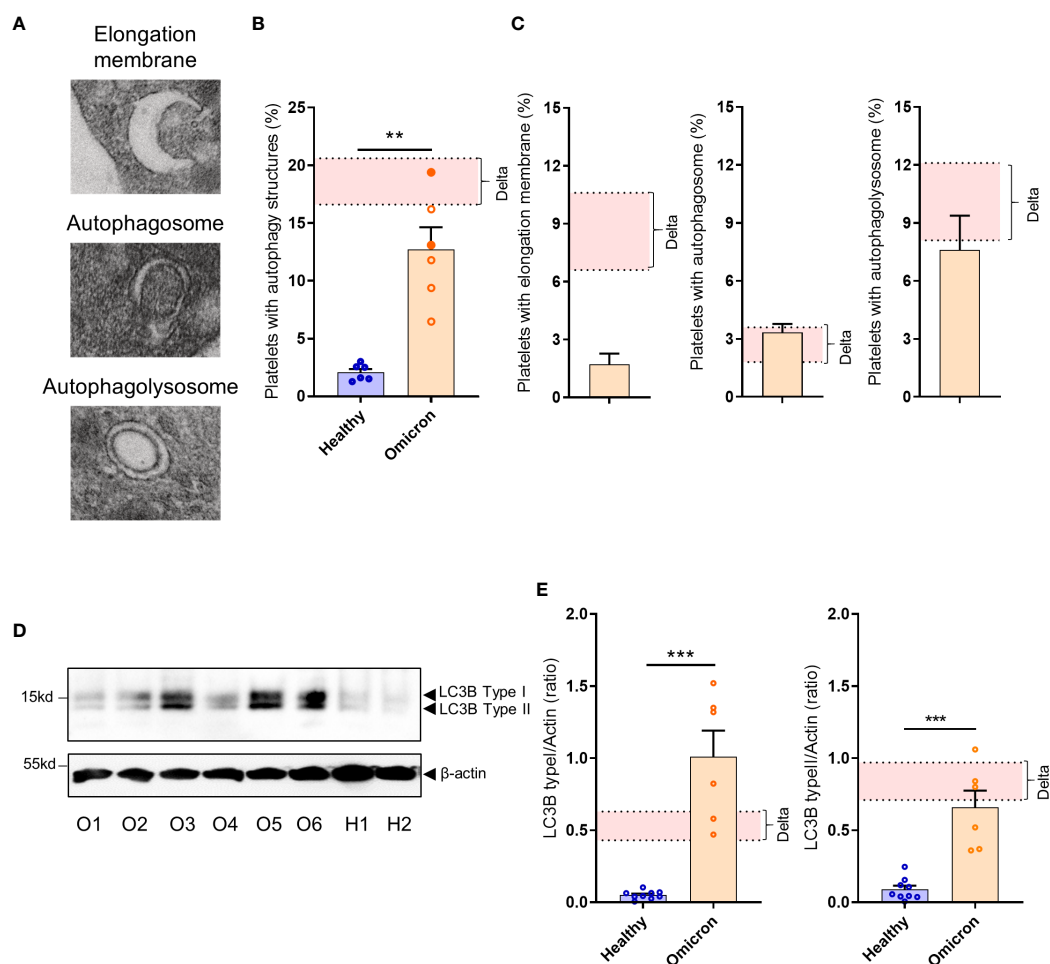 A
Elongation
membrane
Autophagosome
Autophagolysosome
B
Platelets with autophagy structures (%)
25
20
15
10
5
0
**
Delta
Healthy
Omicron
C
Platelets with elongation membrane (%)
15
12
9
6
3
0
Delta
Platelets with autophagosome (%)
15
12
9
6
3
0
Delta
Platelets with autophagolysosome (%)
15
12
9
6
3
0
Delta
D
15kd
LC3B Type I
LC3B Type II
55kd
β-actin
O1 O2 O3 O4 O5 O6 H1 H2
E
LC3B typeI/Actin (ratio)
2.0
1.5
1.0
0.5
0.0
***
Delta
Healthy
Omicron
LC3B typeII/Actin (ratio)
2.0
1.5
1.0
0.5
0.0
***
Delta
Healthy
Omicron